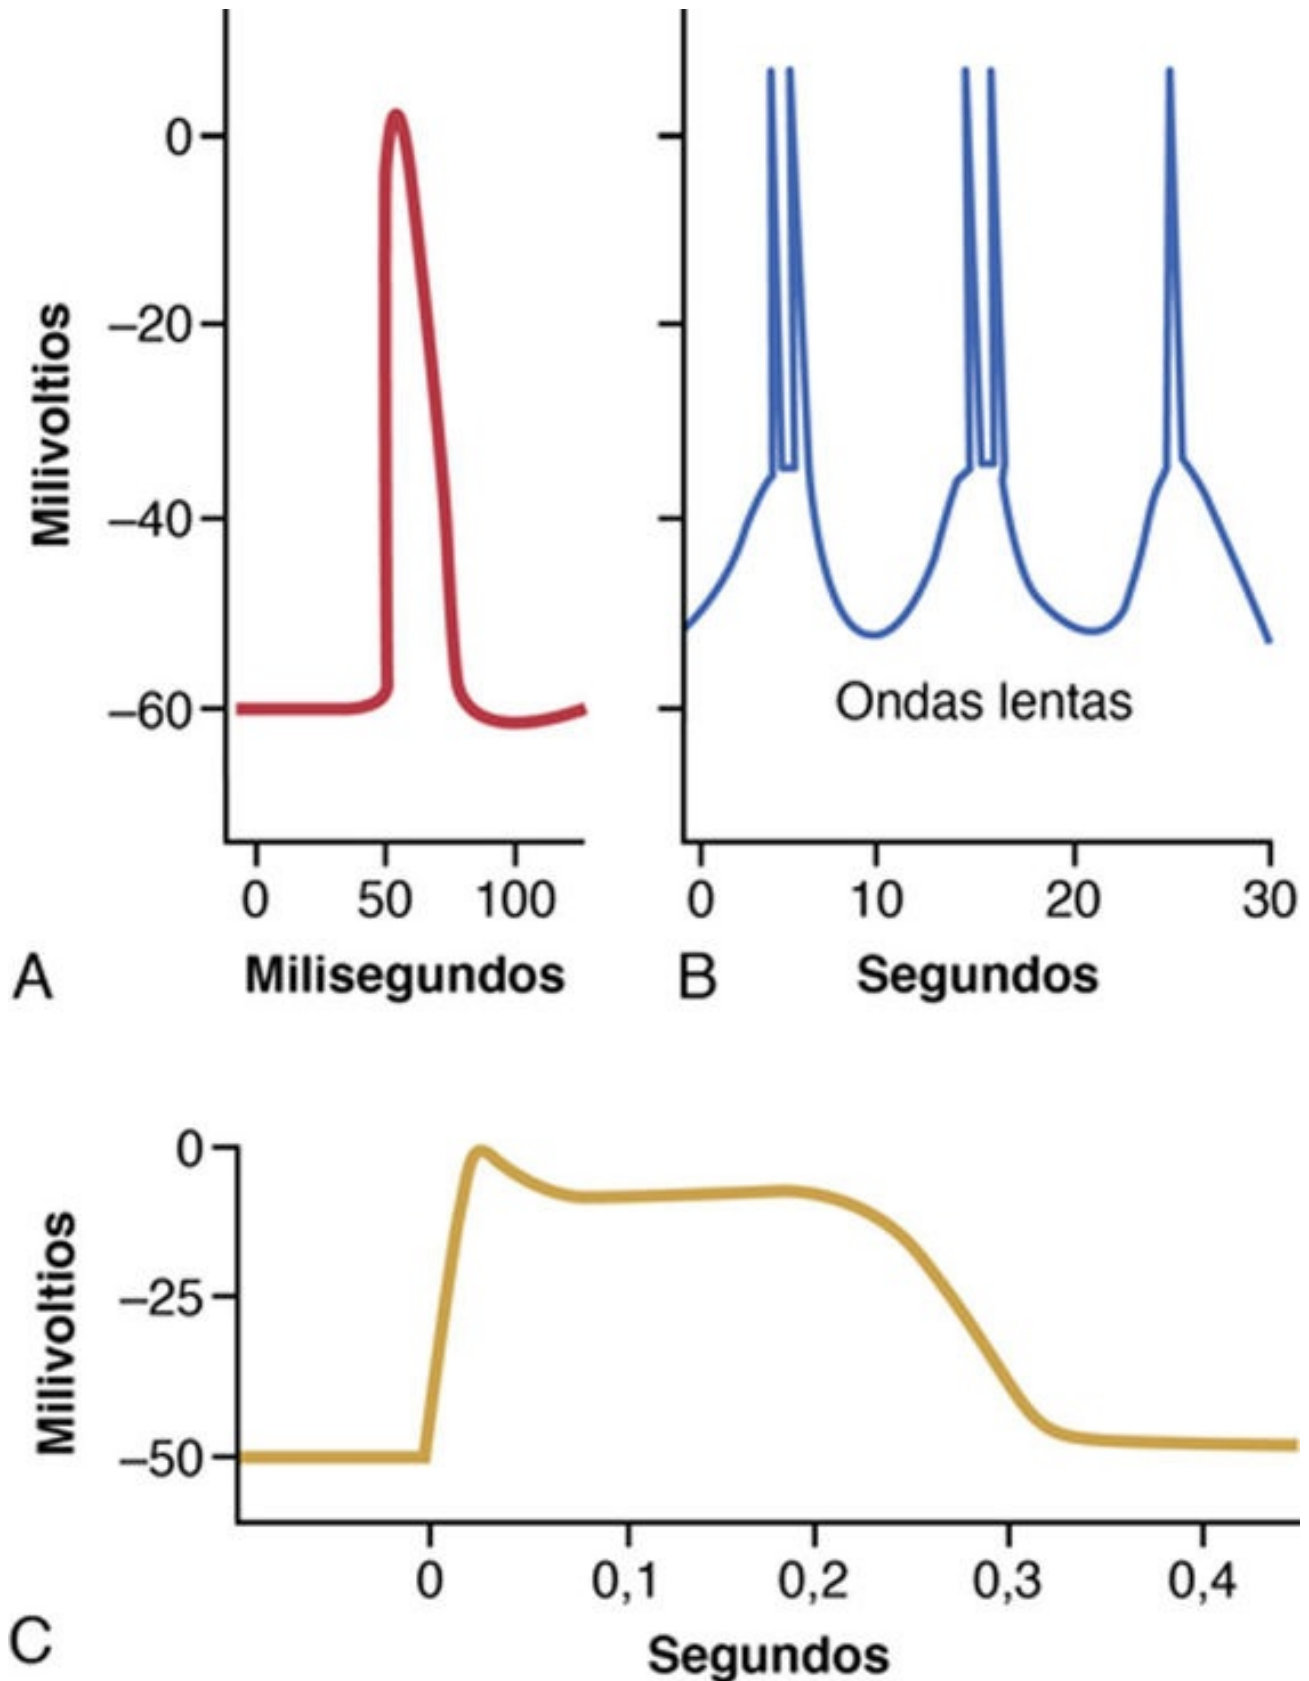 0
–20
–40
–60
Milivoltios
0 50 100
Milisegundos
A
Ondas lentas
0 10 20 30
Segundos
B
0
–25
–50
Milivoltios
0 0,1 0,2 0,3 0,4
Segundos
C